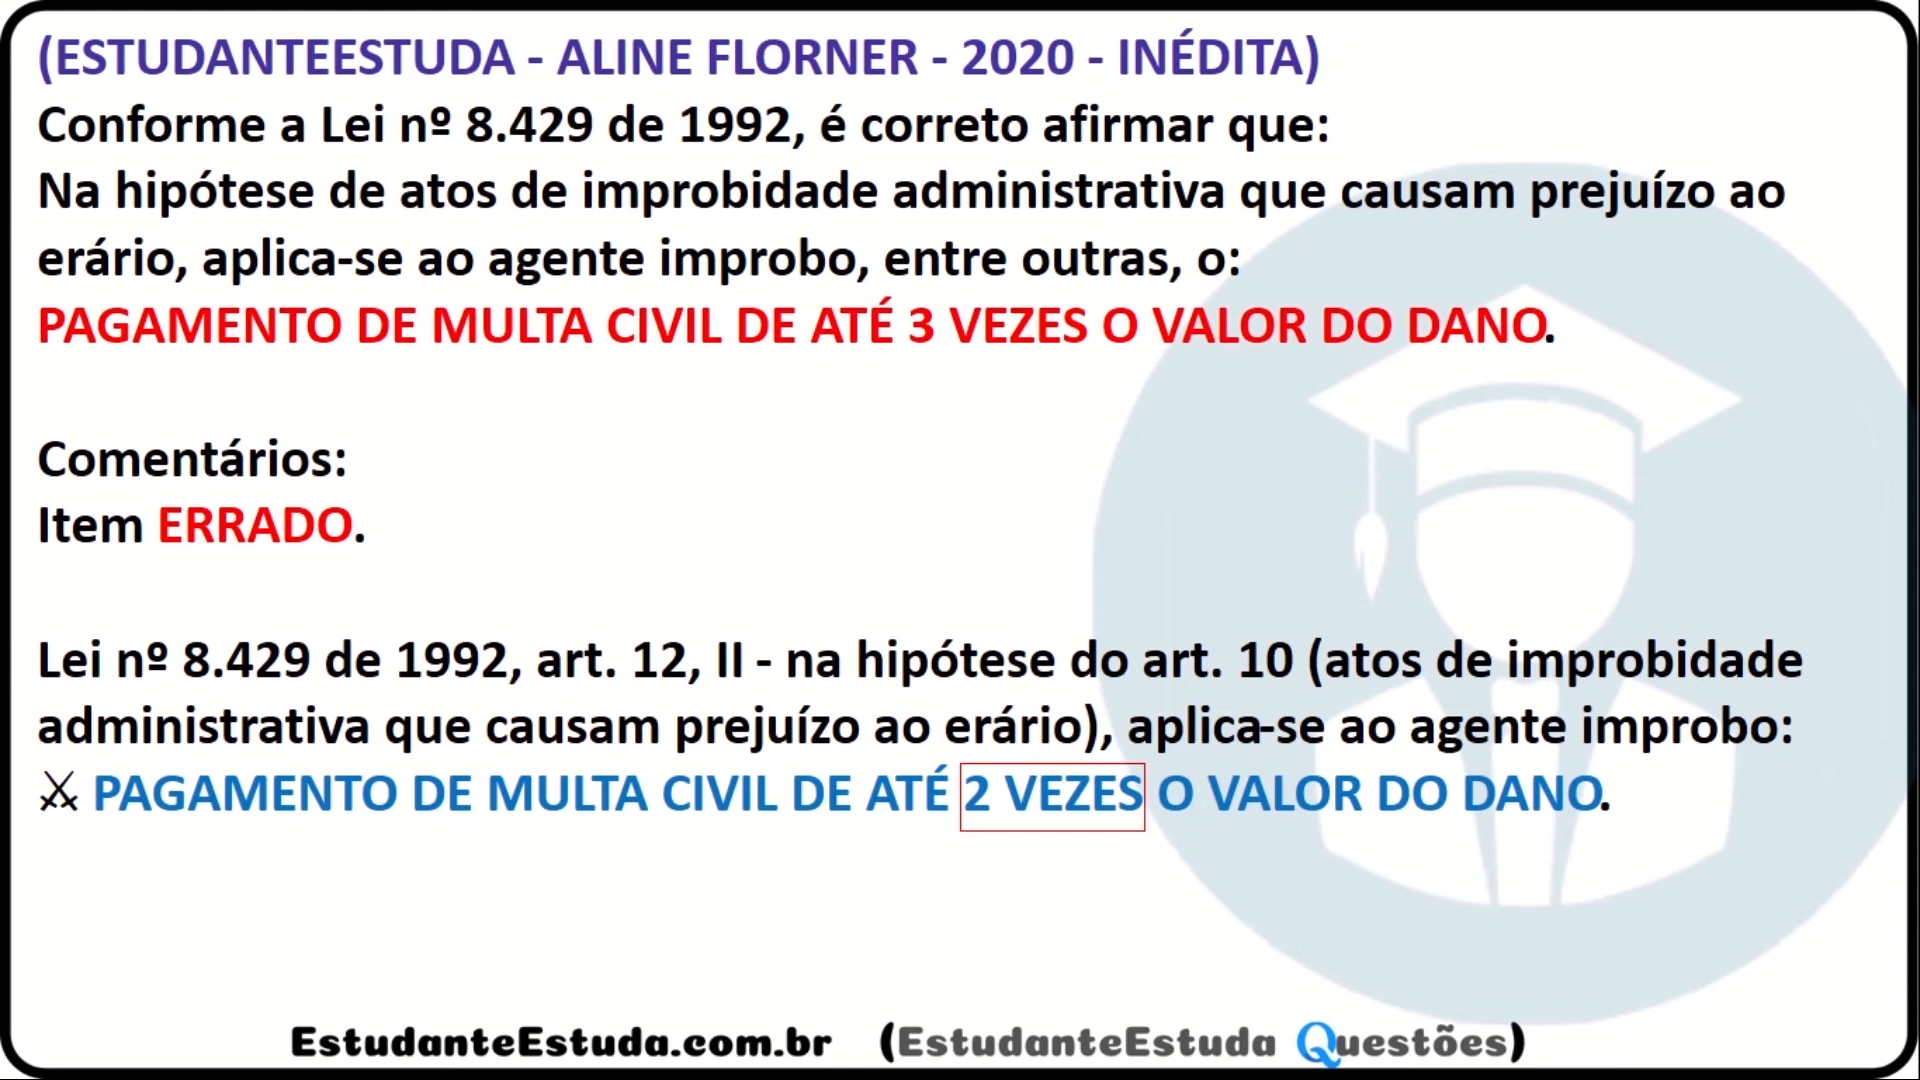 (ESTUDANTEESTUDA - ALINE FLORNER - 2020 - INÉDITA)
Conforme a Lei nº 8.429 de 1992, é correto afirmar que:
Na hipótese de atos de improbidade administrativa que causam prejuízo ao
erário, aplica-se ao agente improbo, entre outras, o:
PAGAMENTO DE MULTA CIVIL DE ATÉ 3 VEZES O VALOR DO DANO.
Comentários:
Item ERRADO.
Lei nº 8.429 de 1992, art. 12, II - na hipótese do art. 10 (atos de improbidade
administrativa que causam prejuízo ao erário), aplica-se ao agente improbo:
⚔ PAGAMENTO DE MULTA CIVIL DE ATÉ 2 VEZES O VALOR DO DANO.
EstudanteEstuda.com.br (EstudanteEstuda Questões)